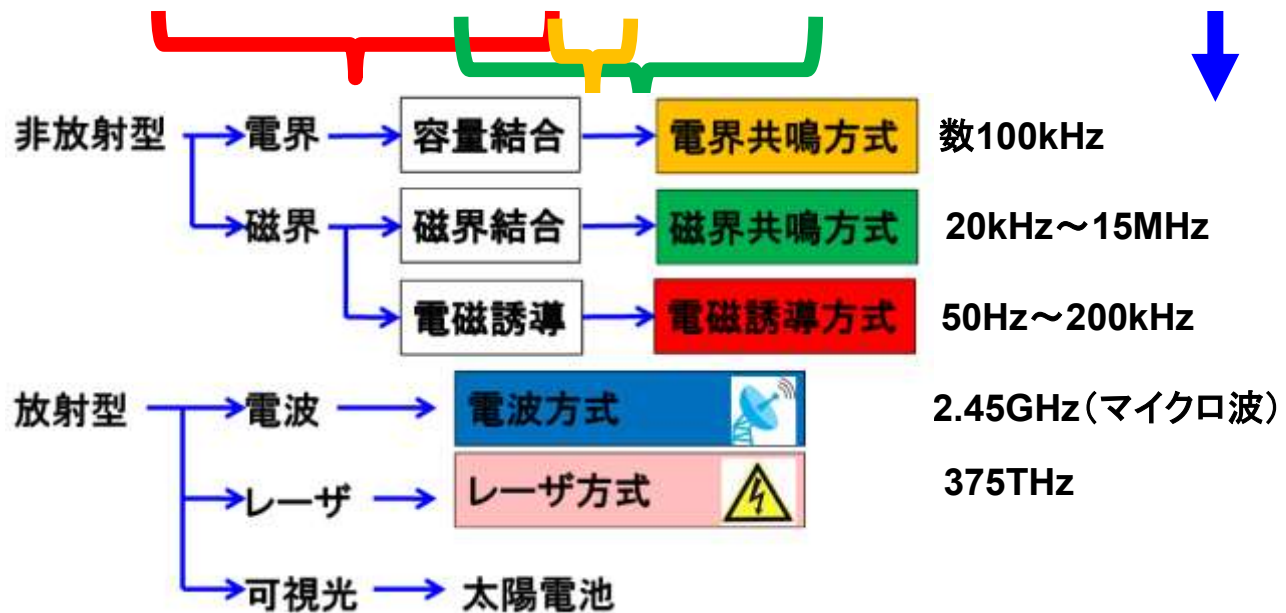 非放射型 電界 容量結合 電界共鳴方式 数100kHz
磁界 磁界結合 磁界共鳴方式 20kHz～15MHz
電磁誘導 電磁誘導方式 50Hz～200kHz
放射型 電波 電波方式 2.45GHz（マイクロ波）
レーザ レーザ方式 375THz
可視光 太陽電池